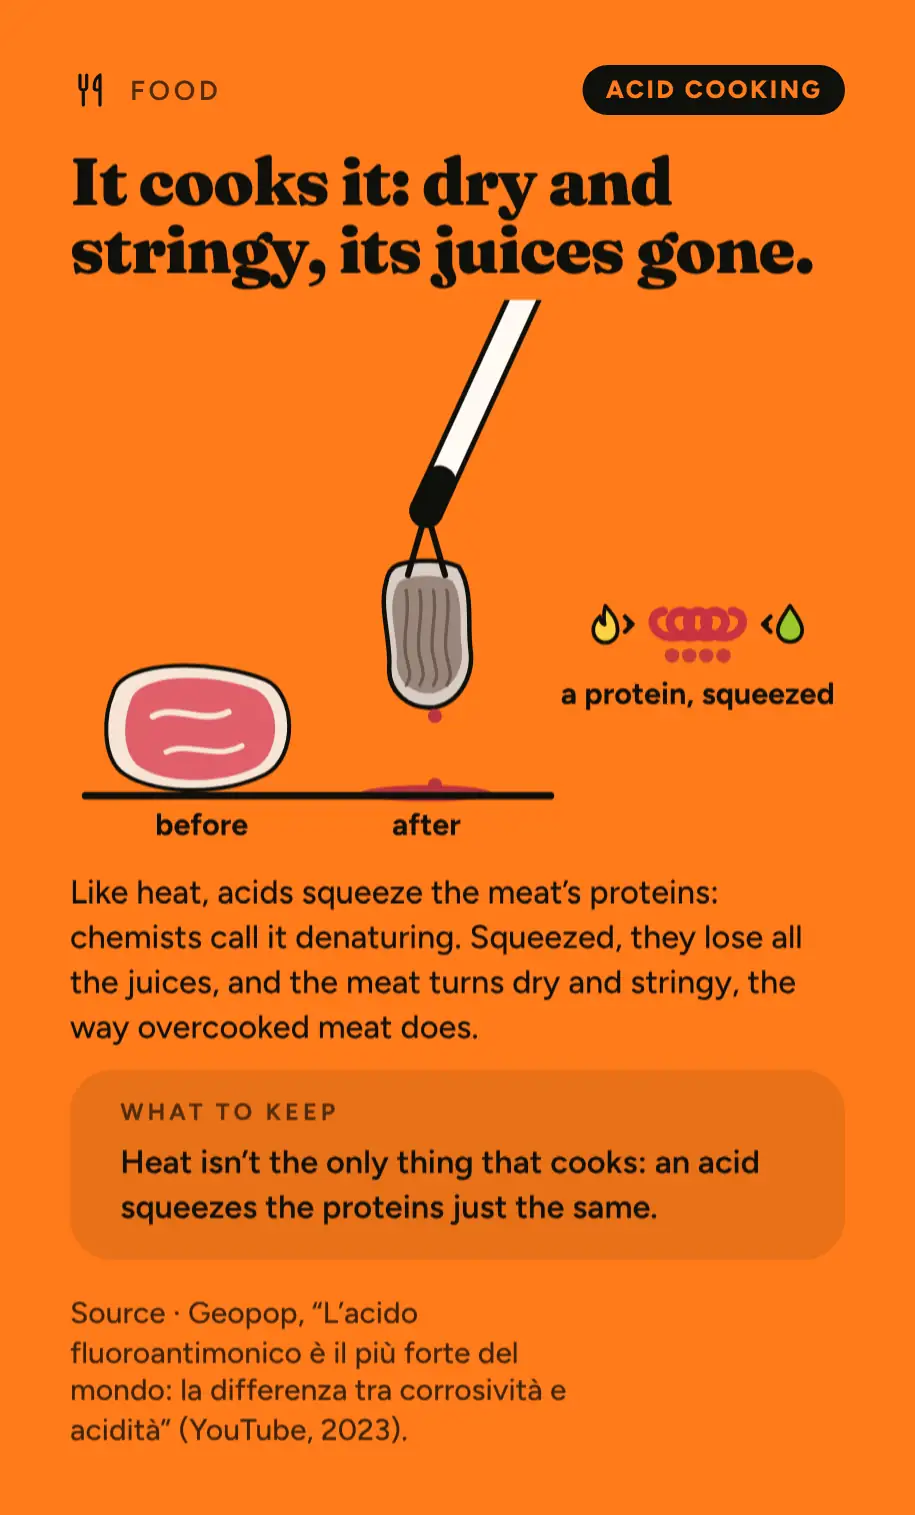 FOOD
ACID COOKING
It cooks it: dry and
stringy, its juices gone.
a protein, squeezed
before
after
Like heat, acids squeeze the meat’s proteins:
chemists call it denaturing. Squeezed, they lose all
the juices, and the meat turns dry and stringy, the
way overcooked meat does.
WHAT TO KEEP
Heat isn’t the only thing that cooks: an acid
squeezes the proteins just the same.
Source · Geopop, “L’acido
fluoroantimonico è il più forte del
mondo: la differenza tra corrosività e
acidità” (YouTube, 2023).